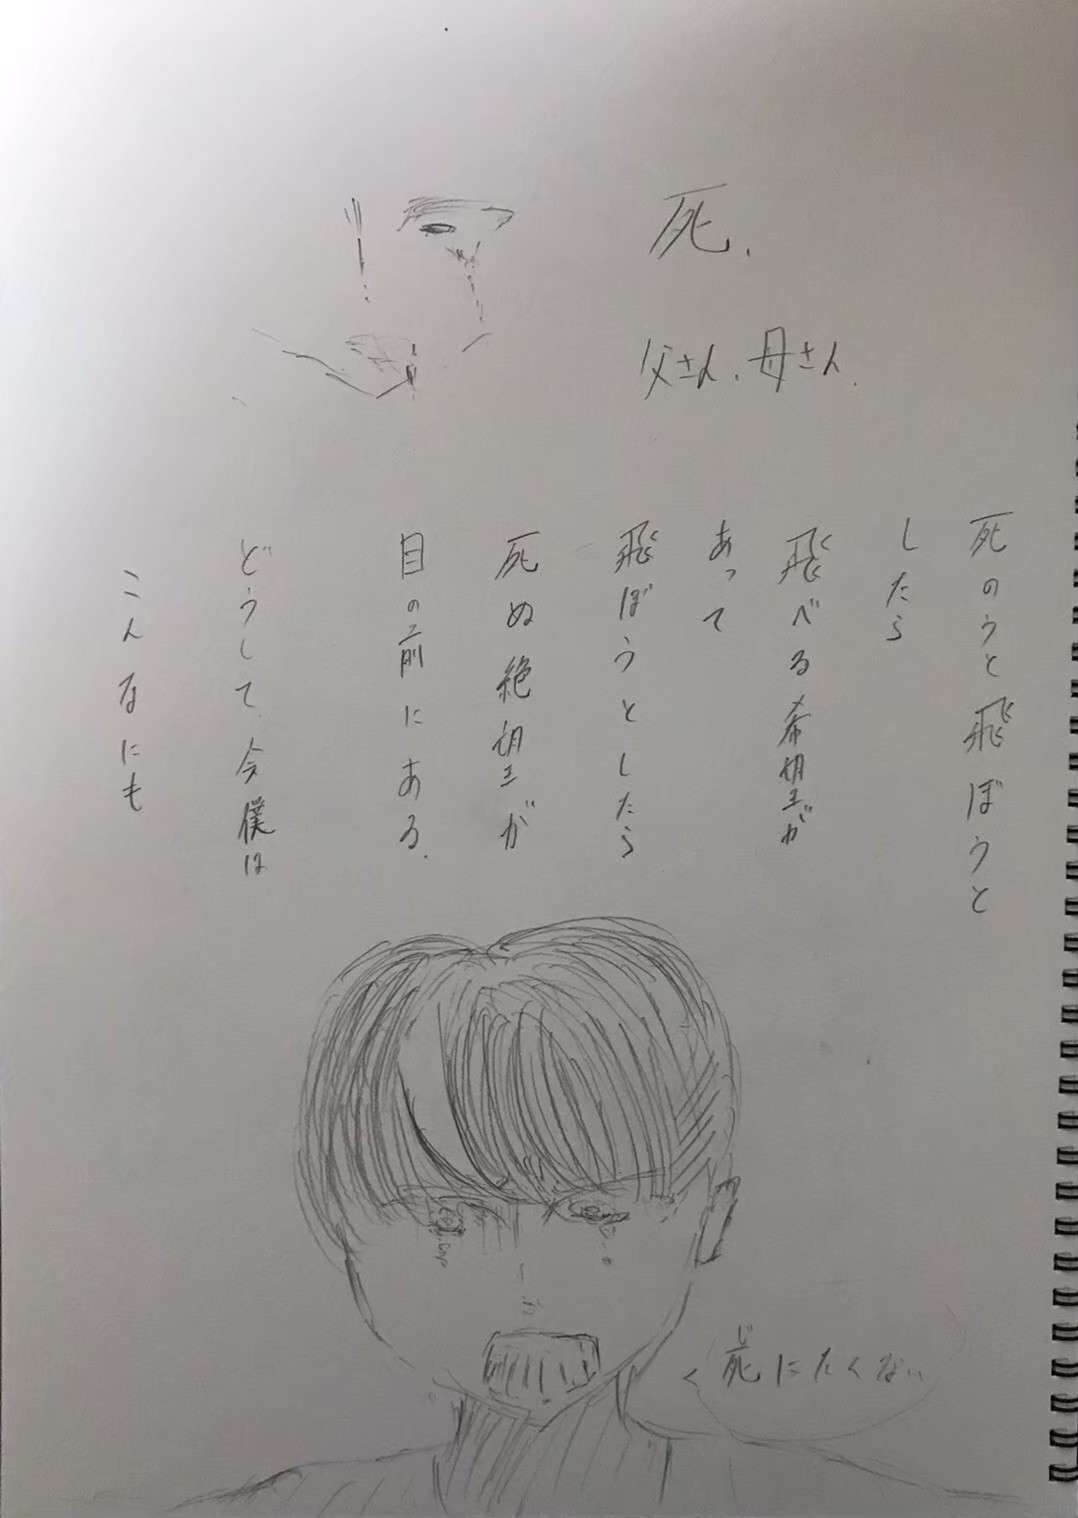 死、
父さん、母さん、
死のうと飛ぼうと
したら
飛べる希望が
あって
飛ぼうとしたら
死ぬ絶望が
目の前にある。
どうして、今僕は
こんなにも
死にたくない
じ